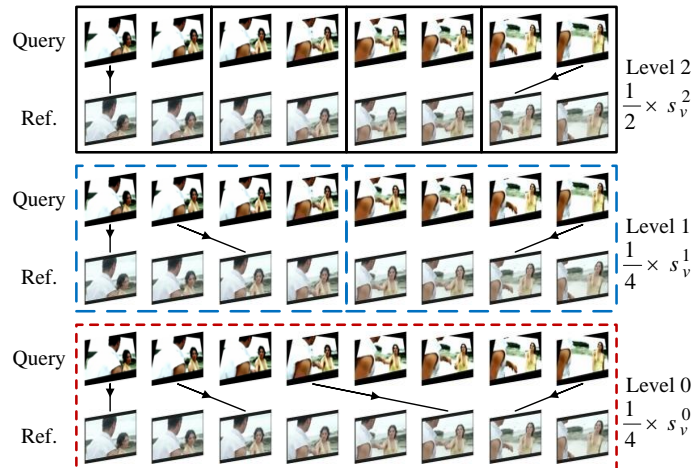 Query
Ref.
Level 2
1/2 × s_v^2
Query
Ref.
Level 1
1/4 × s_v^1
Query
Ref.
Level 0
1/4 × s_v^0